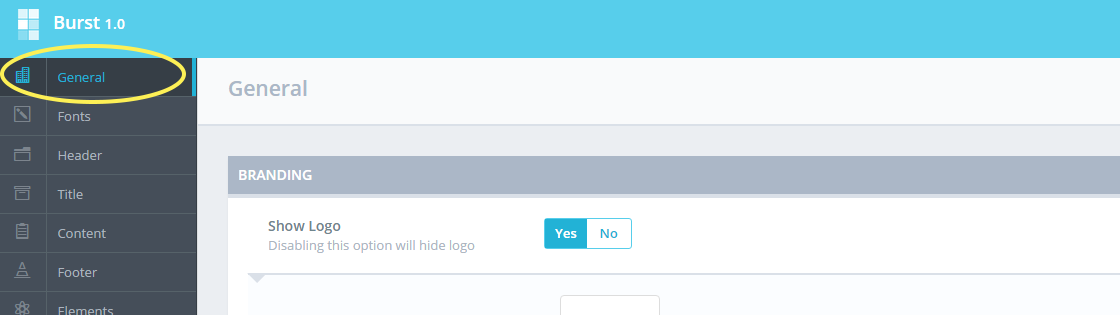 Burst 1.0
General
Fonts
Header
Title
Content
Footer
Elements
General
BRANDING
Show Logo
Disabling this option will hide logo
Yes No